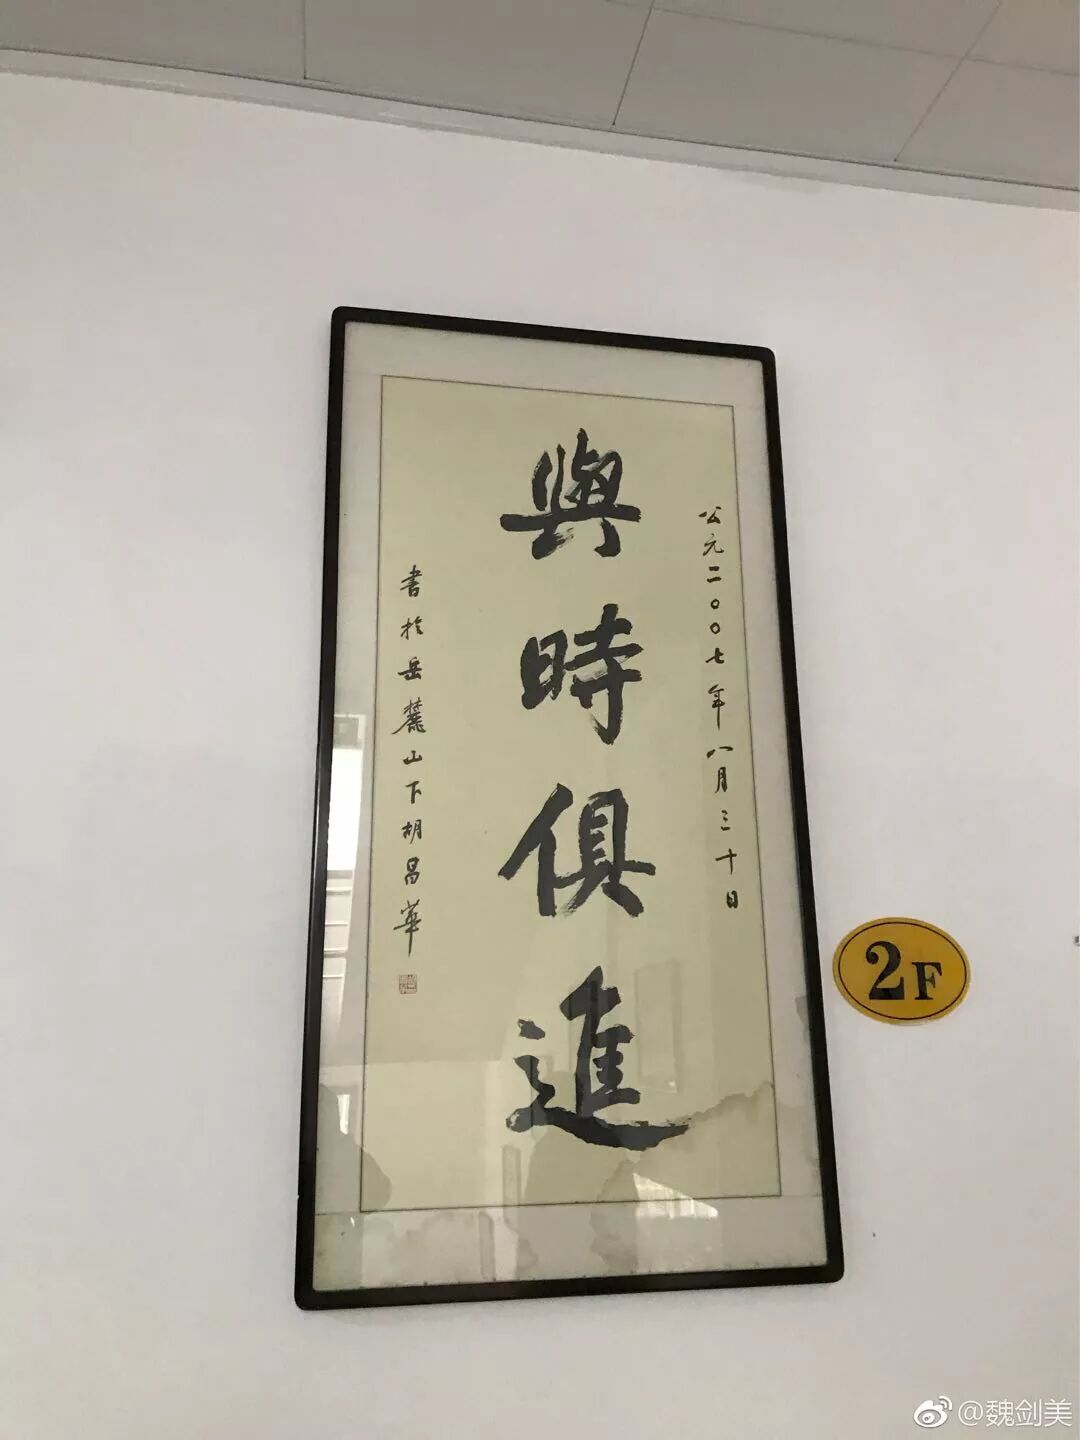 公元二〇〇七年八月三十日
與時俱進
書於岳麓山下胡昌華
2F
@魏剑美